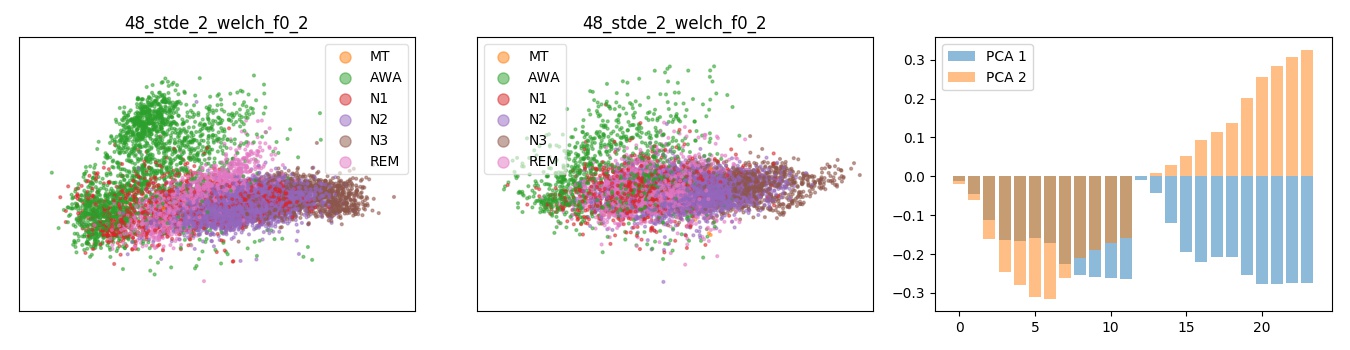 48_stde_2_welch_f0_2
MT
AWA
N1
N2
N3
REM
48_stde_2_welch_f0_2
MT
AWA
N1
N2
N3
REM
PCA 1
PCA 2
0.3
0.2
0.1
0.0
−0.1
−0.2
−0.3
0
5
10
15
20